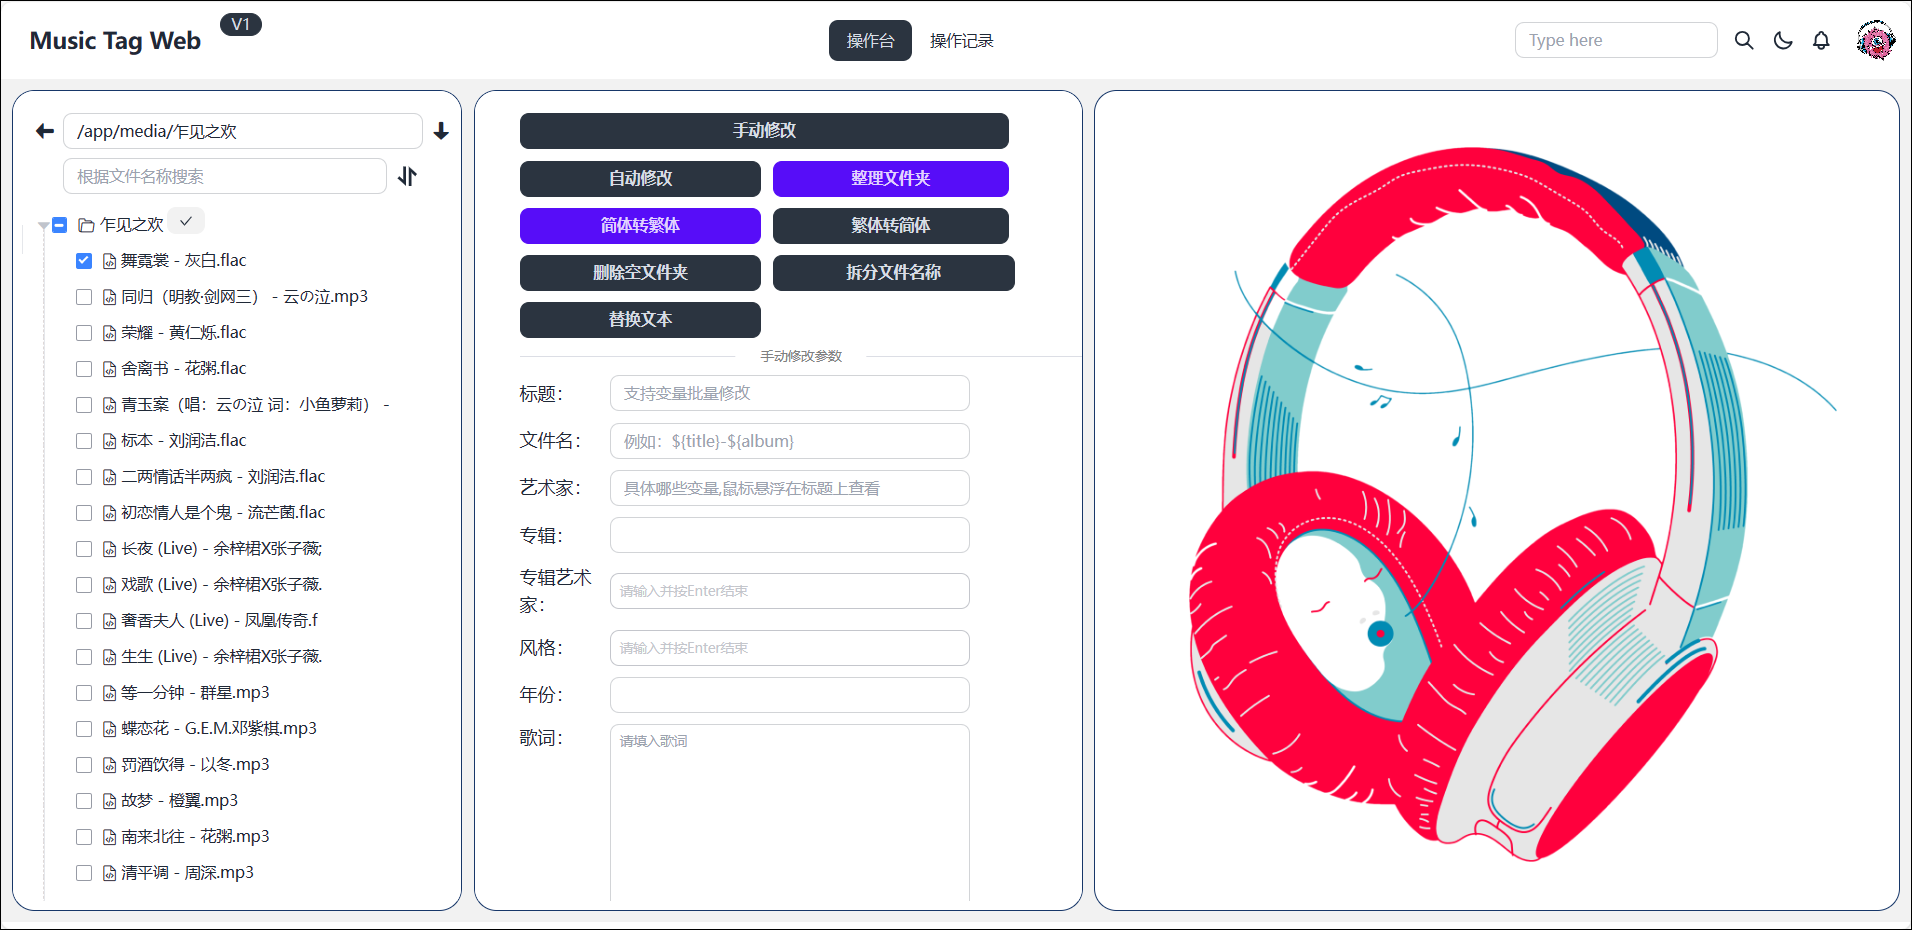 Music Tag Web
V1
操作台
操作记录
Type here
/app/media/乍见之欢
根据文件名称搜索
乍见之欢
舞霓裳 - 灰白.flac
同归（明教·剑网三） - 云の泣.mp3
荣耀 - 黄仁烁.flac
舍离书 - 花粥.flac
青玉案（唱：云の泣 词：小鱼萝莉） -
标本 - 刘润洁.flac
二两情话半两疯 - 刘润洁.flac
初恋情人是个鬼 - 流芒菌.flac
长夜 (Live) - 余梓桾X张子薇;
戏歌 (Live) - 余梓桾X张子薇.
奢香夫人 (Live) - 凤凰传奇.f
生生 (Live) - 余梓桾X张子薇.
等一分钟 - 群星.mp3
蝶恋花 - G.E.M.邓紫棋.mp3
罚酒饮得 - 以冬.mp3
故梦 - 橙翼.mp3
南来北往 - 花粥.mp3
清平调 - 周深.mp3
手动修改
自动修改
整理文件夹
简体转繁体
繁体转简体
删除空文件夹
拆分文件名称
替换文本
手动修改参数
标题：
支持变量批量修改
文件名：
例如：${title}-${album}
艺术家：
具体哪些变量,鼠标悬浮在标题上查看
专辑：
专辑艺术
家：
请输入并按Enter结束
风格：
请输入并按Enter结束
年份：
歌词：
请填入歌词